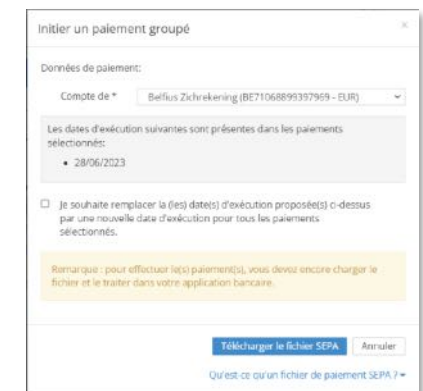 Initier un paiement groupé ×
Données de paiement:
Compte de * Belfius Zichrekening (BE71068899397969 - EUR)
Les dates d'exécution suivantes sont présentes dans les paiements
sélectionnés:
• 28/06/2023
Je souhaite remplacer la (les) date(s) d'exécution proposée(s) ci-dessus
par une nouvelle date d'exécution pour tous les paiements
sélectionnés.
Remarque : pour effectuer le(s) paiement(s), vous devez encore charger le
fichier et le traiter dans votre application bancaire.
Télécharger le fichier SEPA Annuler
Qu'est-ce qu'un fichier de paiement SEPA ?